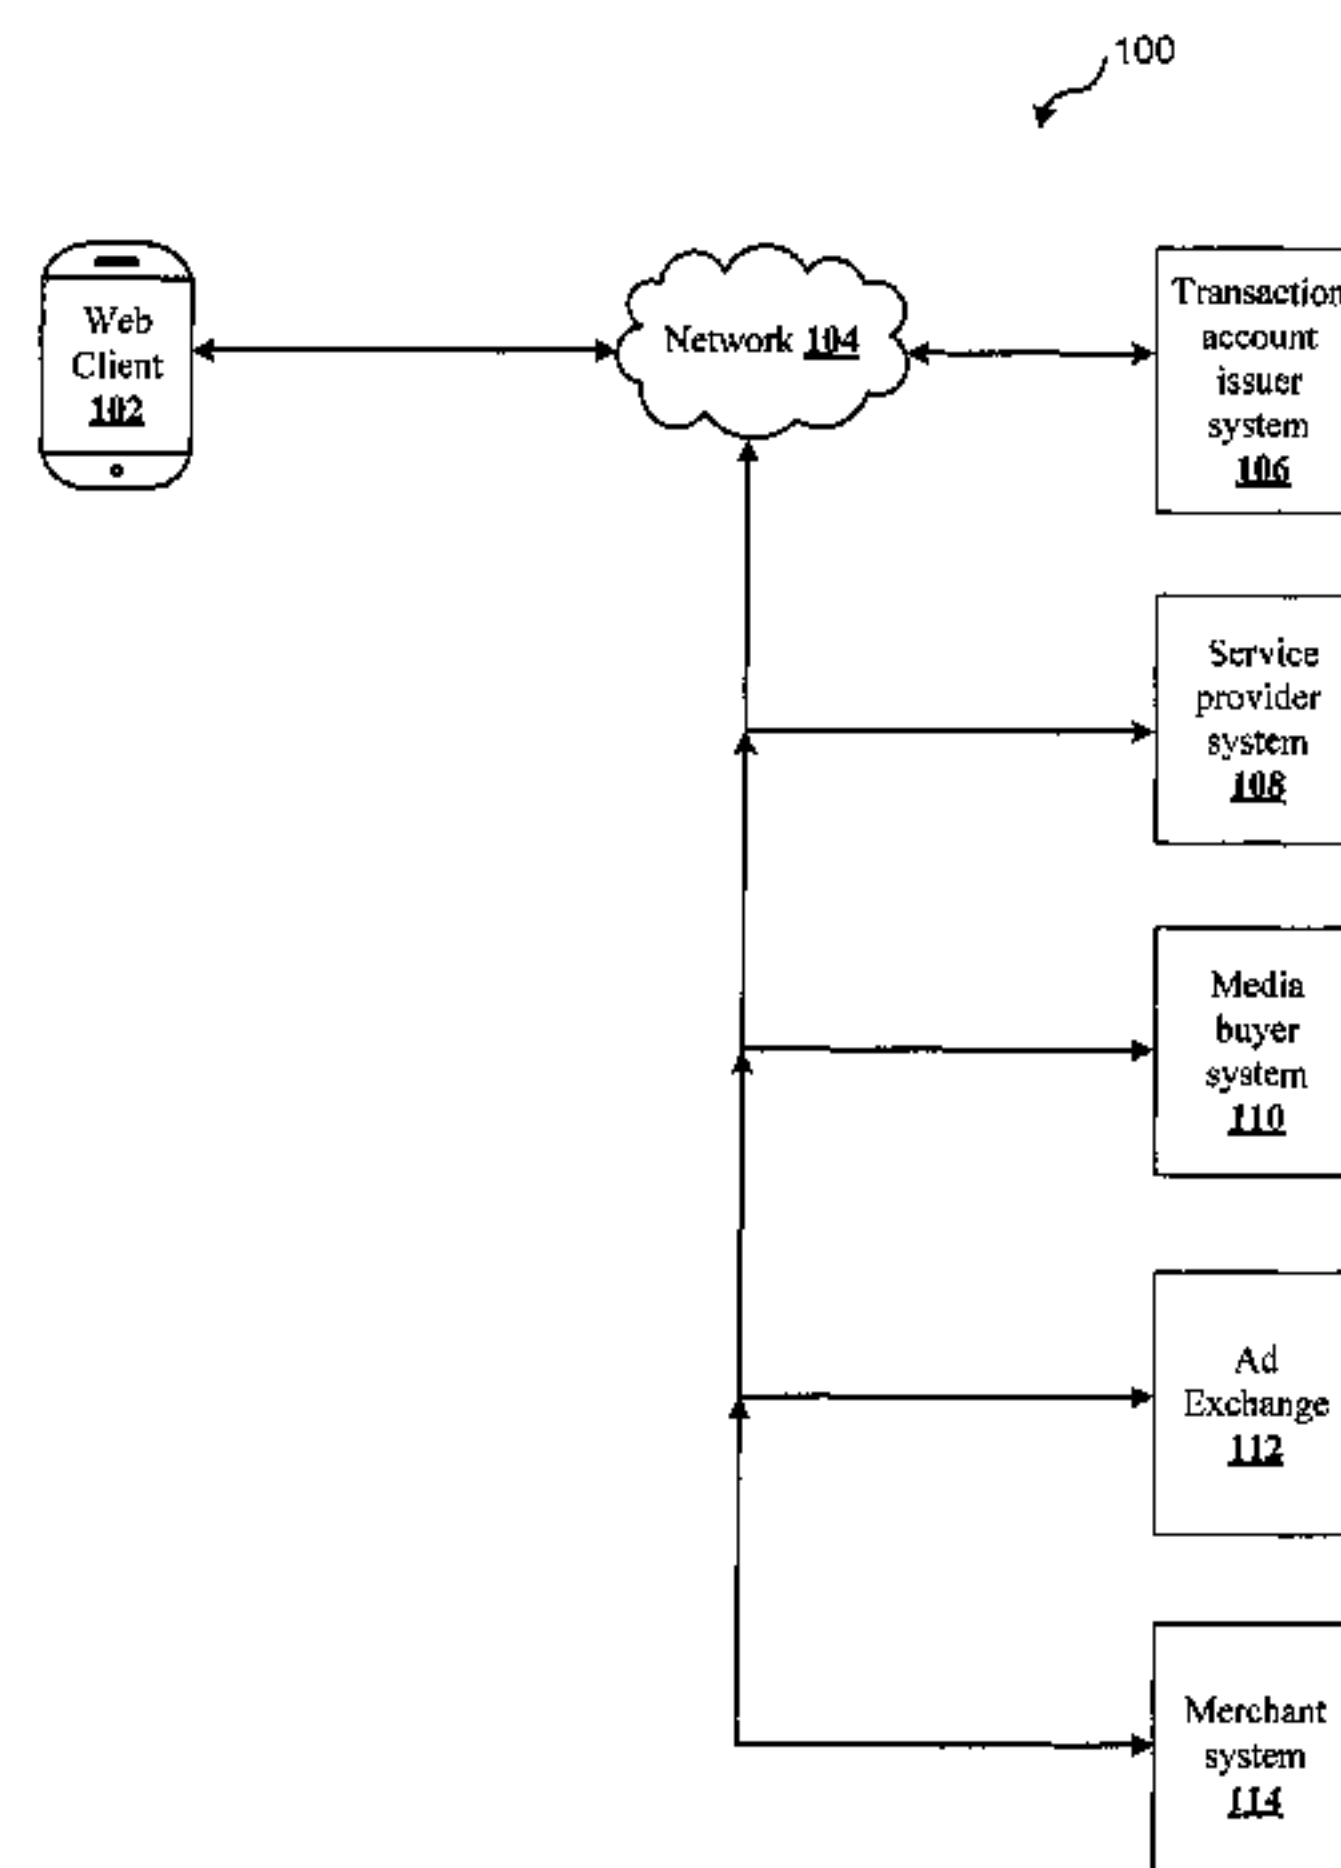 100
Web
Client
102
Network 104
Transaction
account
issuer
system
106
Service
provider
system
108
Media
buyer
system
110
Ad
Exchange
112
Merchant
system
114